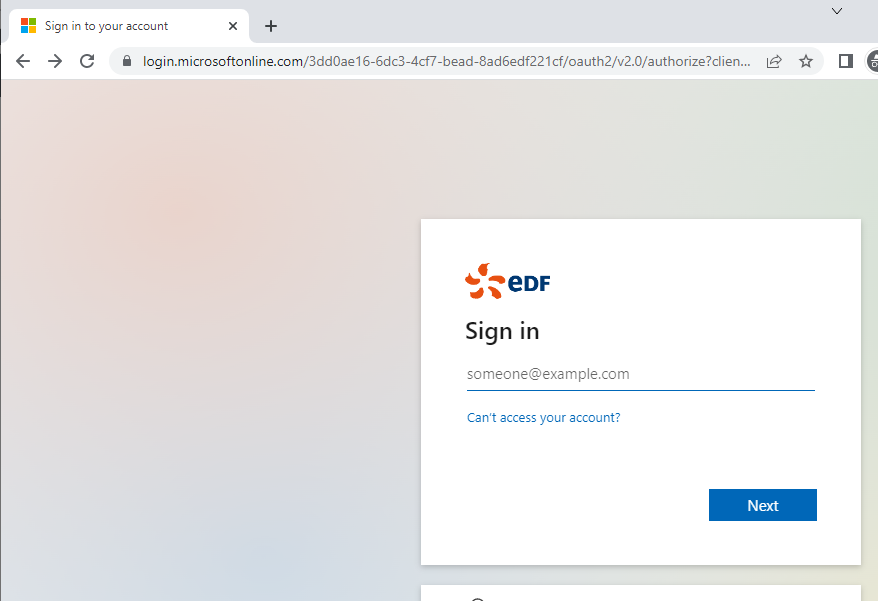 Sign in to your account
login.microsoftonline.com/3dd0ae16-6dc3-4cf7-bead-8ad6edf221cf/oauth2/v2.0/authorize?clien...
eDF
Sign in
someone@example.com
Can't access your account?
Next